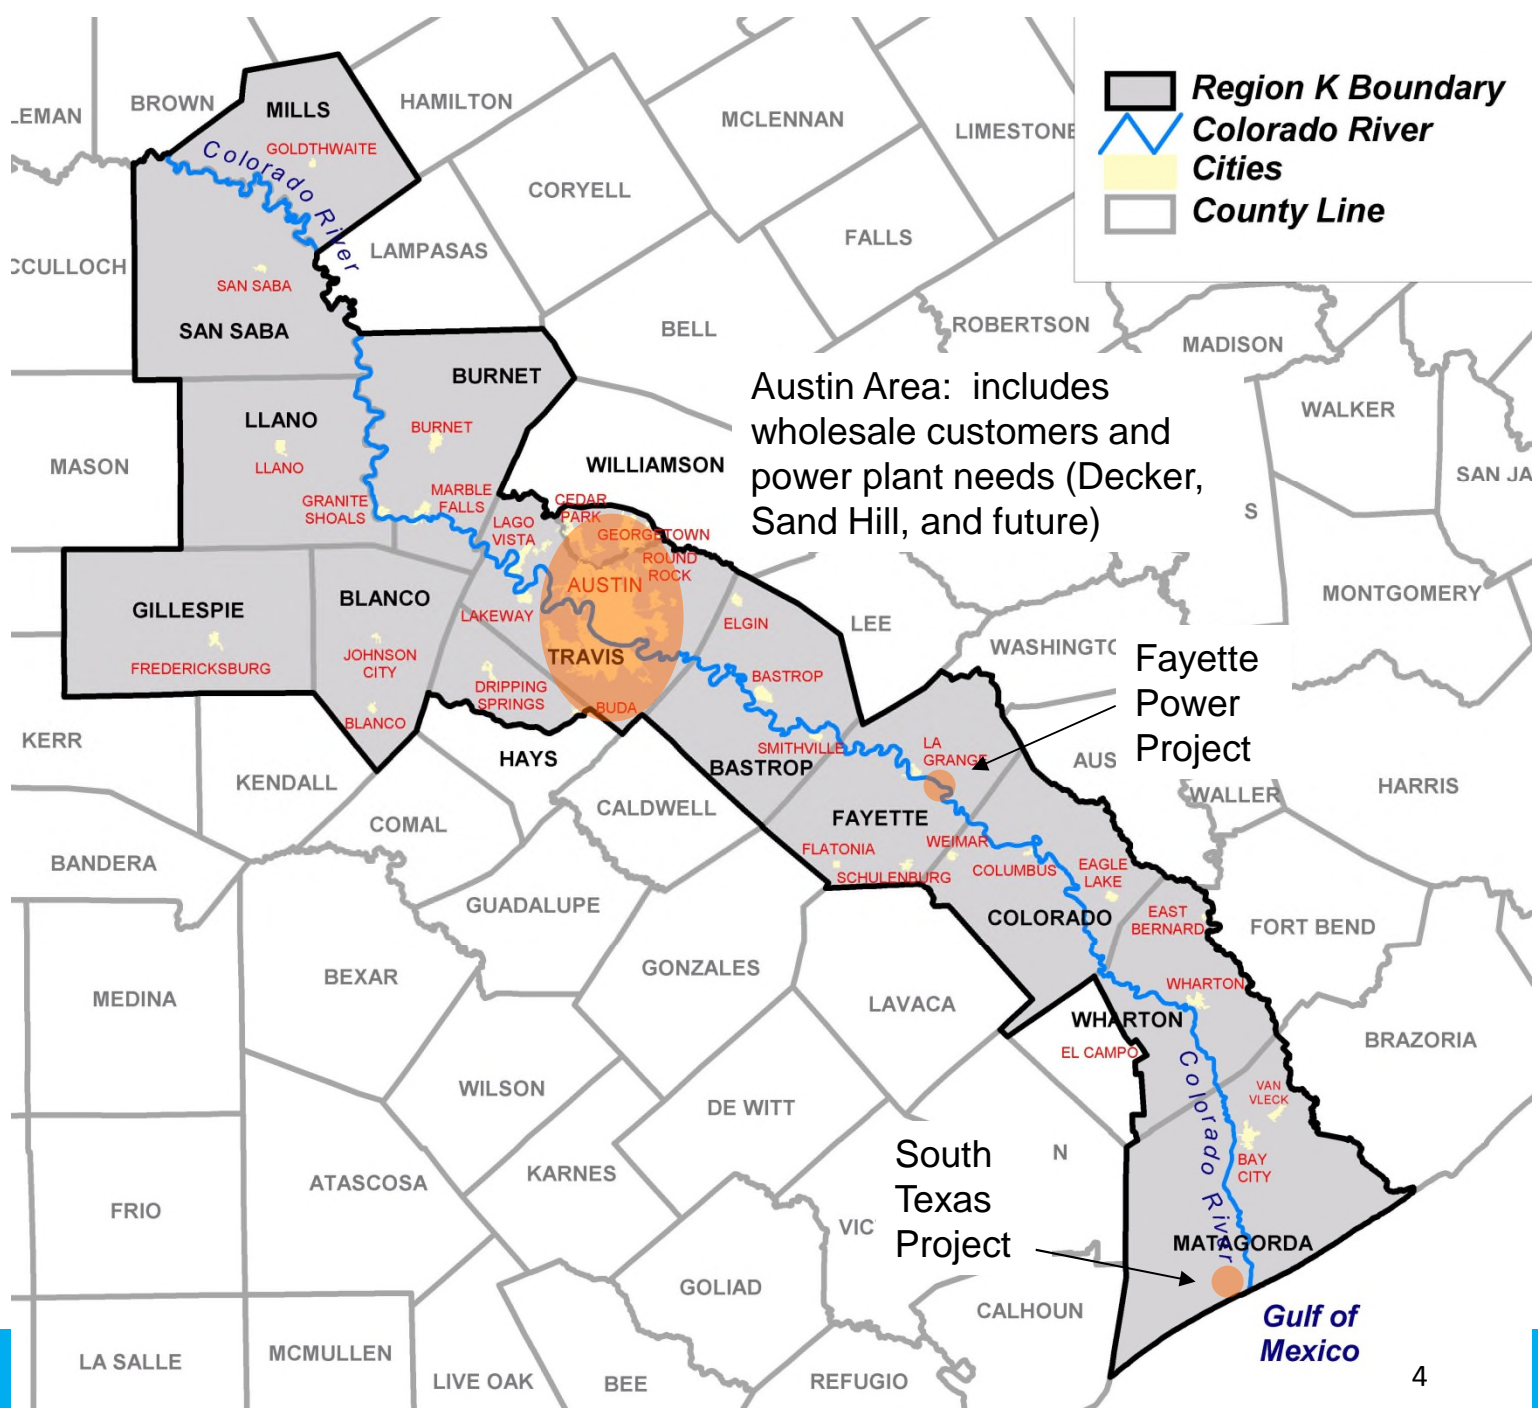 Region K Boundary
Colorado River
Cities
County Line
LEMAN
BROWN
MILLS
HAMILTON
MCLENNAN
LIMESTONE
GOLDTHWAITE
Colorado River
CORYELL
FALLS
LAMPASAS
CCULLOCH
SAN SABA
SAN SABA
BELL
ROBERTSON
MADISON
BURNET
Austin Area: includes
wholesale customers and
power plant needs (Decker,
Sand Hill, and future)
WALKER
LLANO
BURNET
MASON
LLANO
WILLIAMSON
SAN JA
GRANITE
SHOALS
MARBLE
FALLS
CEDAR
PARK
LAGO
VISTA
GEORGETOWN
S
ROUND
ROCK
AUSTIN
MONTGOMERY
GILLESPIE
BLANCO
LAKEWAY
ELGIN
LEE
WASHINGTO
FREDERICKSBURG
JOHNSON
CITY
TRAVIS
BASTROP
DRIPPING
SPRINGS
BUDA
BLANCO
Fayette
Power
Project
KERR
HAYS
SMITHVILLE
LA
GRANGE
AUS
BASTROP
KENDALL
CALDWELL
WALLER
HARRIS
COMAL
FAYETTE
BANDERA
FLATONIA
WEIMAR
SCHULENBURG
COLUMBUS
EAGLE
LAKE
GUADALUPE
COLORADO
EAST
BERNARD
FORT BEND
BEXAR
GONZALES
MEDINA
LAVACA
WHARTON
WHARTON
EL CAMPO
BRAZORIA
WILSON
DE WITT
VAN
VLECK
Colorado River
South
Texas
Project
N
BAY
CITY
KARNES
ATASCOSA
FRIO
VIC
MATAGORDA
GOLIAD
CALHOUN
Gulf of
Mexico
LA SALLE
MCMULLEN
LIVE OAK
BEE
REFUGIO
4